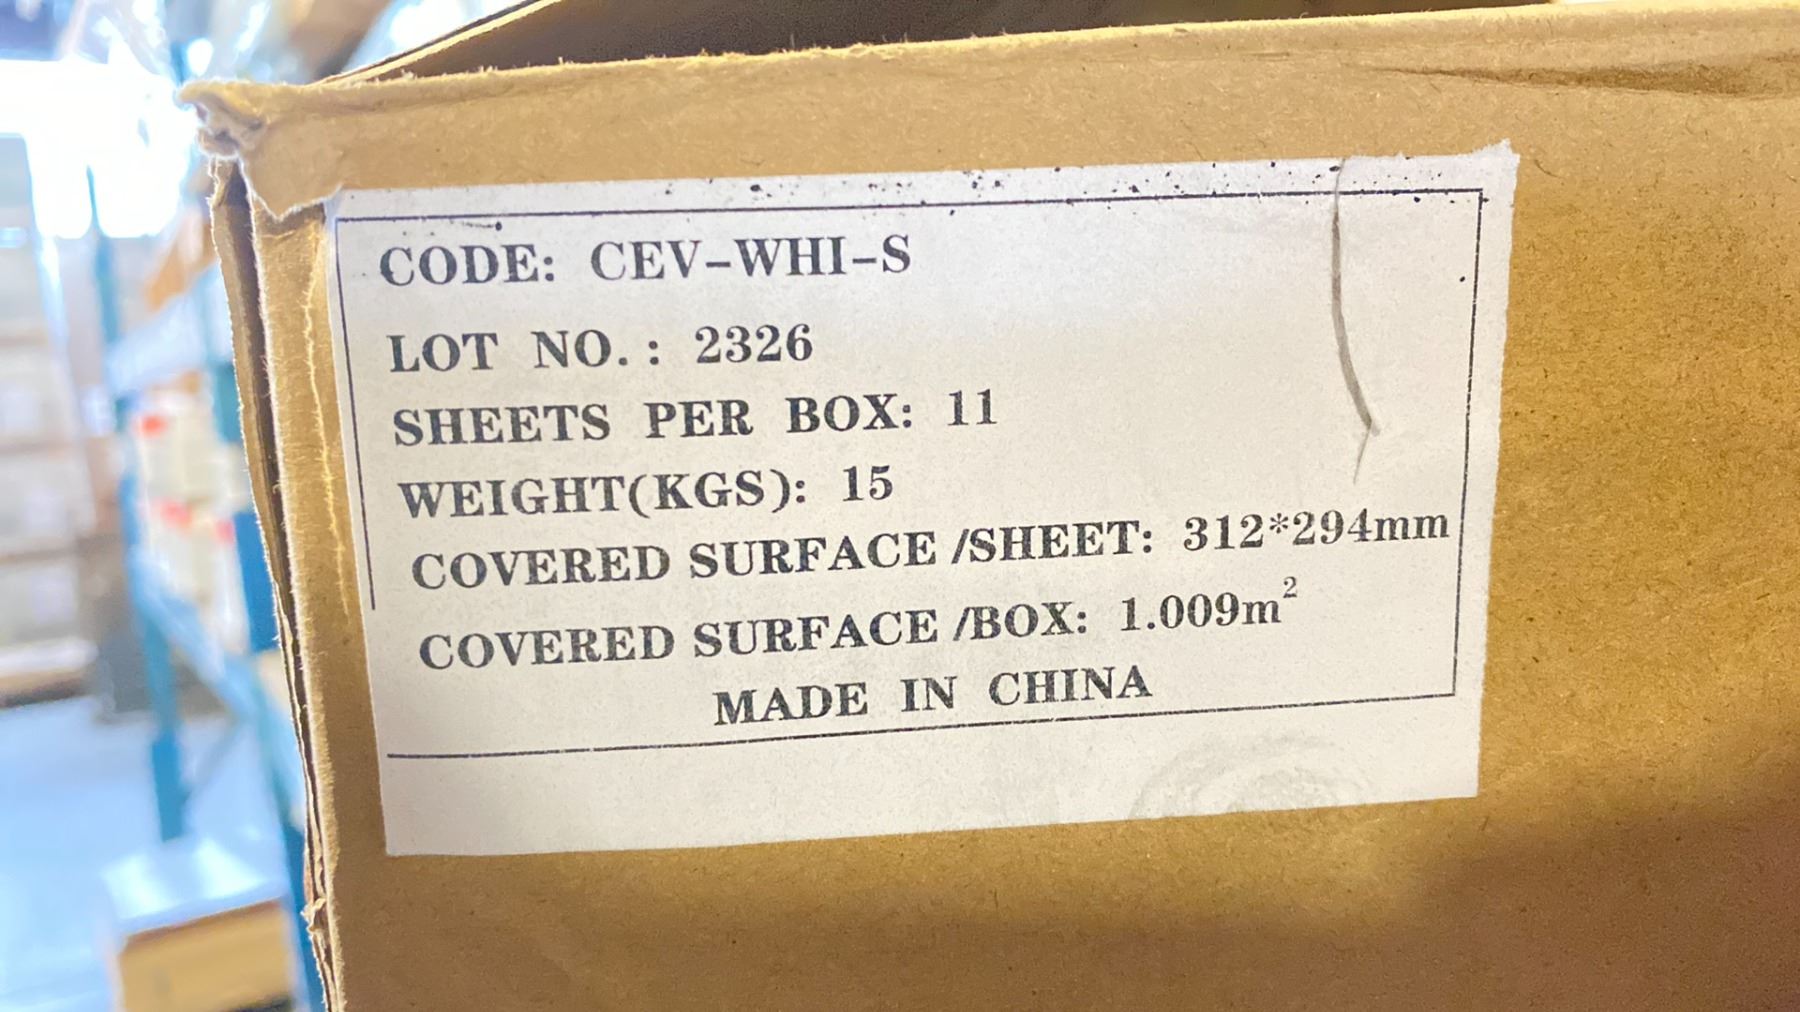 CODE: CEV-WHI-S
LOT NO.: 2326
SHEETS PER BOX: 11
WEIGHT(KGS): 15
COVERED SURFACE /SHEET: 312*294mm
COVERED SURFACE /BOX: 1.009m²
MADE IN CHINA